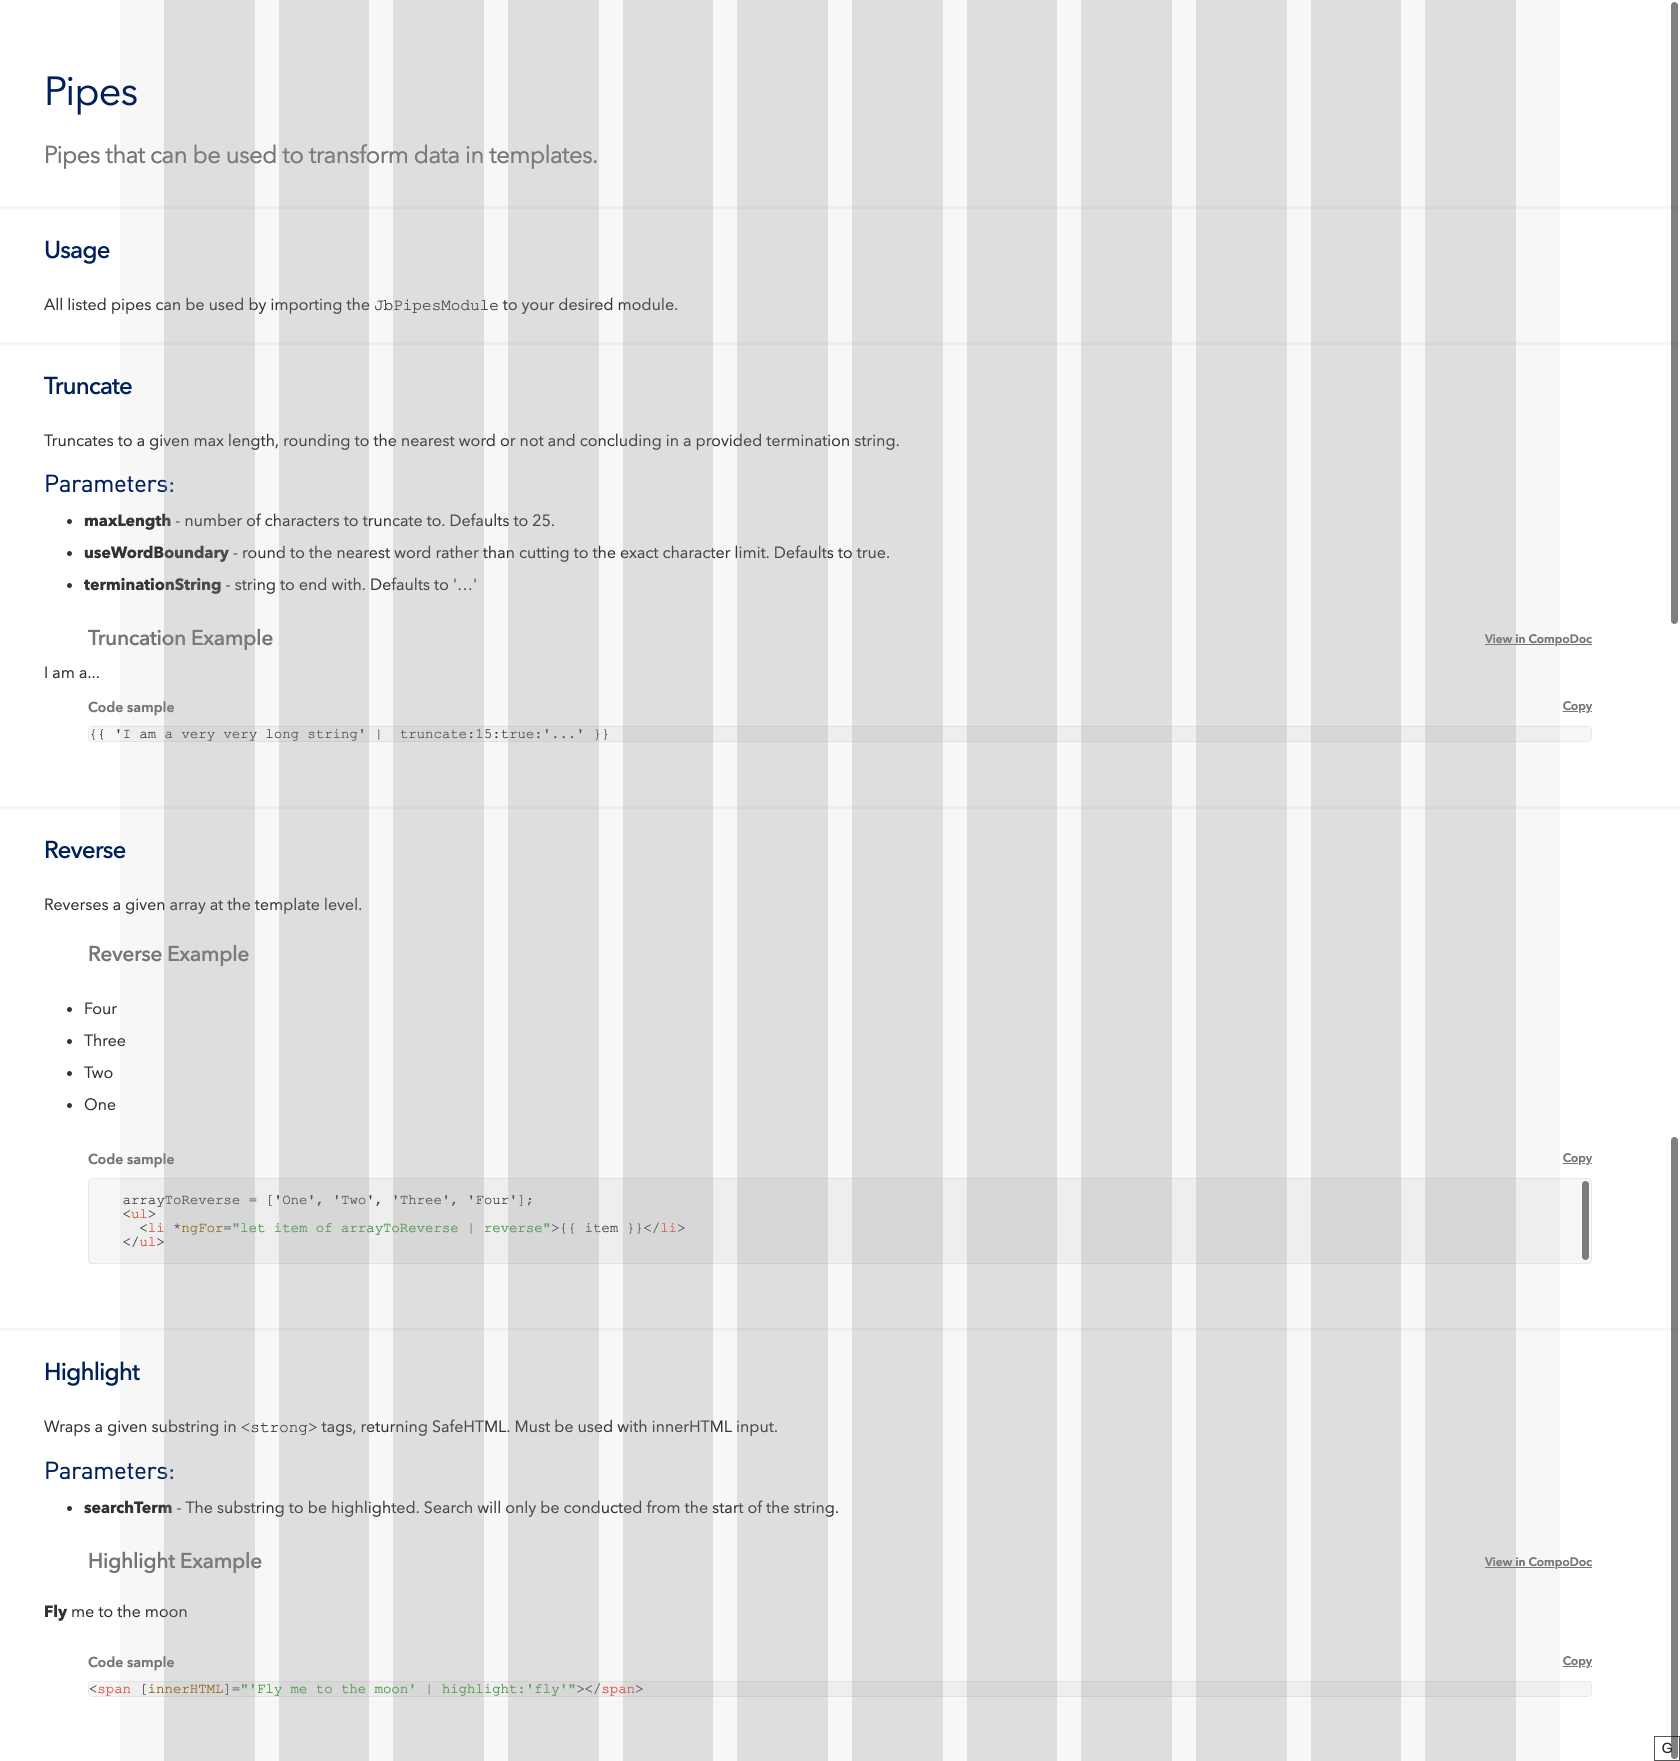 Pipes
Pipes that can be used to transform data in templates.
Usage
All listed pipes can be used by importing the JbPipesModule to your desired module.
Truncate
Truncates to a given max length, rounding to the nearest word or not and concluding in a provided termination string.
Parameters:
• maxLength - number of characters to truncate to. Defaults to 25.
• useWordBoundary - round to the nearest word rather than cutting to the exact character limit. Defaults to true.
• terminationString - string to end with. Defaults to '…'
Truncation Example View in CompoDoc
I am a...
Code sample Copy
{{ 'I am a very very long string' |  truncate:15:true:'...' }}
Reverse
Reverses a given array at the template level.
Reverse Example
• Four
• Three
• Two
• One
Code sample Copy
arrayToReverse = ['One', 'Two', 'Three', 'Four'];
<ul>
  <li *ngFor="let item of arrayToReverse | reverse">{{ item }}</li>
</ul>
Highlight
Wraps a given substring in <strong> tags, returning SafeHTML. Must be used with innerHTML input.
Parameters:
• searchTerm - The substring to be highlighted. Search will only be conducted from the start of the string.
Highlight Example View in CompoDoc
Fly me to the moon
Code sample Copy
<span [innerHTML]="'Fly me to the moon' | highlight:'fly'"></span>
G